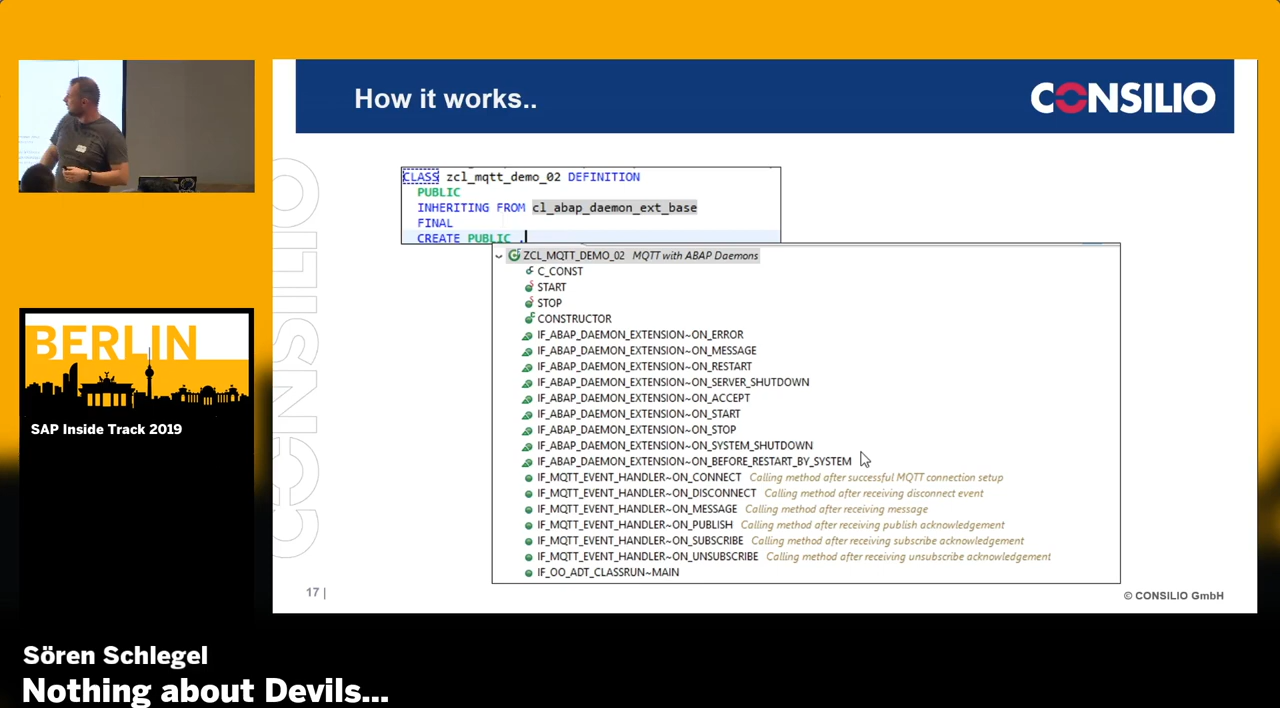 How it works..
CONSILIO
CONSILIO
CLASS zcl_mqtt_demo_02 DEFINITION
PUBLIC
INHERITING FROM cl_abap_daemon_ext_base
FINAL
CREATE PUBLIC .
ZCL_MQTT_DEMO_02 MQTT with ABAP Daemons
C_CONST
START
STOP
CONSTRUCTOR
IF_ABAP_DAEMON_EXTENSION~ON_ERROR
IF_ABAP_DAEMON_EXTENSION~ON_MESSAGE
IF_ABAP_DAEMON_EXTENSION~ON_RESTART
IF_ABAP_DAEMON_EXTENSION~ON_SERVER_SHUTDOWN
IF_ABAP_DAEMON_EXTENSION~ON_ACCEPT
IF_ABAP_DAEMON_EXTENSION~ON_START
IF_ABAP_DAEMON_EXTENSION~ON_STOP
IF_ABAP_DAEMON_EXTENSION~ON_SYSTEM_SHUTDOWN
IF_ABAP_DAEMON_EXTENSION~ON_BEFORE_RESTART_BY_SYSTEM
IF_MQTT_EVENT_HANDLER~ON_CONNECT Calling method after successful MQTT connection setup
IF_MQTT_EVENT_HANDLER~ON_DISCONNECT Calling method after receiving disconnect event
IF_MQTT_EVENT_HANDLER~ON_MESSAGE Calling method after receiving message
IF_MQTT_EVENT_HANDLER~ON_PUBLISH Calling method after receiving publish acknowledgement
IF_MQTT_EVENT_HANDLER~ON_SUBSCRIBE Calling method after receiving subscribe acknowledgement
IF_MQTT_EVENT_HANDLER~ON_UNSUBSCRIBE Calling method after receiving unsubscribe acknowledgement
IF_OO_ADT_CLASSRUN~MAIN
17 |
© CONSILIO GmbH
BERLIN
SAP Inside Track 2019
Sören Schlegel
Nothing about Devils...